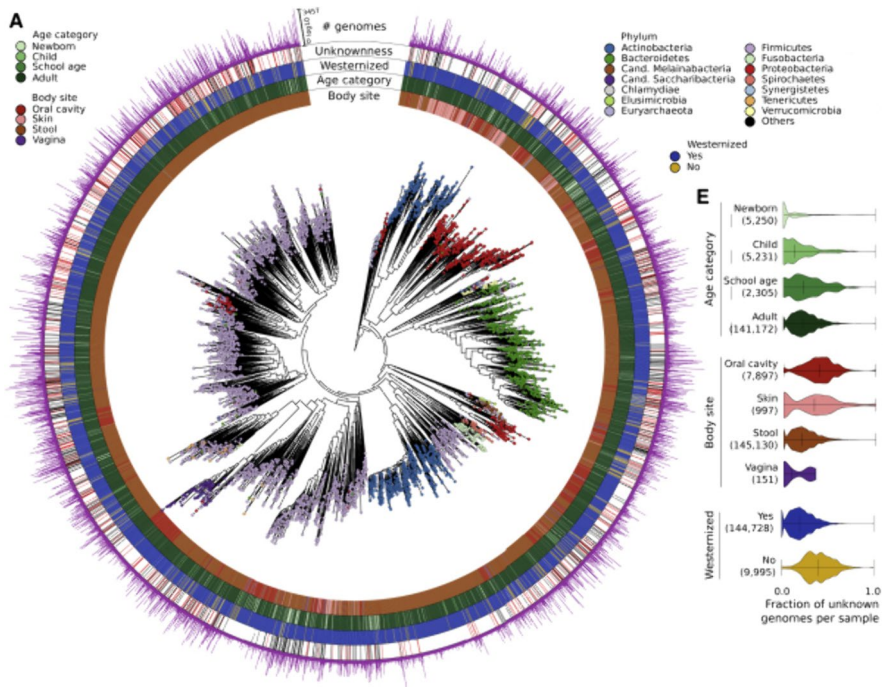 A
Age category
Newborn
Child
School age
Adult
Body site
Oral cavity
Skin
Stool
Vagina
3457
# genomes
Unknownness
Westernized
Age category
Body site
Phylum
Actinobacteria
Bacteroidetes
Cand. Melainabacteria
Cand. Saccharibacteria
Chlamydiae
Elusimicrobia
Euryarchaeota
Firmicutes
Fusobacteria
Proteobacteria
Spirochaetes
Synergistetes
Tenericutes
Verrucomicrobia
Others
Westernized
Yes
No
E
Age category
Newborn
(5,250)
Child
(5,231)
School age
(2,305)
Adult
(141,172)
Body site
Oral cavity
(7,897)
Skin
(997)
Stool
(145,130)
Vagina
(151)
Westernized
Yes
(144,728)
No
(9,995)
0.0 1.0
Fraction of unknown
genomes per sample